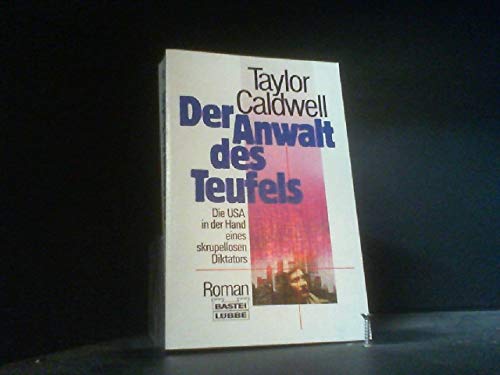 Taylor
Caldwell
Der Anwalt
des
Teufels
Die USA
in der Hand
eines
skrupellosen
Diktators
Roman
BASTEI
LÜBBE